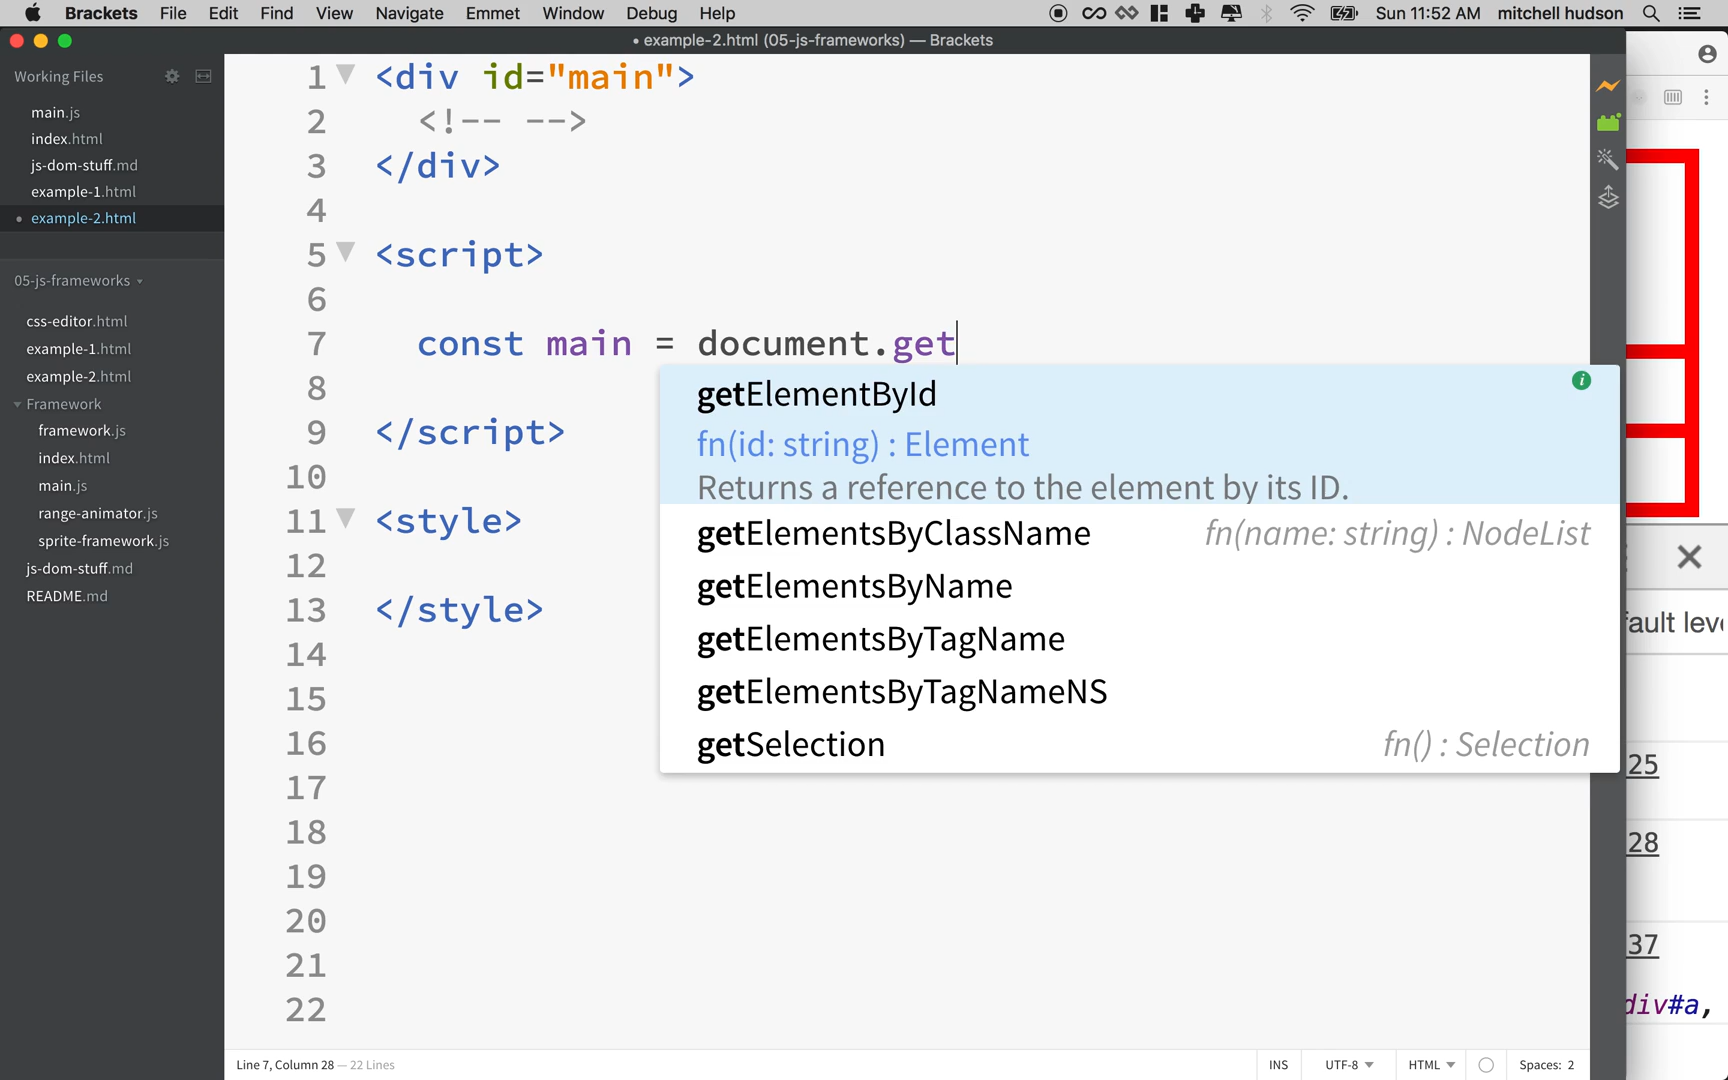 Brackets File Edit Find View Navigate Emmet Window Debug Help Sun 11:52 AM mitchell hudson
• example-2.html (05-js-frameworks) — Brackets
Working Files
main.js
index.html
js-dom-stuff.md
example-1.html
• example-2.html
05-js-frameworks
css-editor.html
example-1.html
example-2.html
Framework
framework.js
index.html
main.js
range-animator.js
sprite-framework.js
js-dom-stuff.md
README.md
1 <div id="main">
2 <!-- -->
3 </div>
4
5 <script>
6
7 const main = document.get
8
9 </script>
10
11 <style>
12
13 </style>
14
15
16
17
18
19
20
21
22
getElementById
fn(id: string) : Element
Returns a reference to the element by its ID.
getElementsByClassName fn(name: string) : NodeList
getElementsByName
getElementsByTagName
getElementsByTagNameNS
getSelection fn() : Selection
fault leve
25
28
37
div#a,
Line 7, Column 28 — 22 Lines
INS UTF-8 HTML Spaces: 2